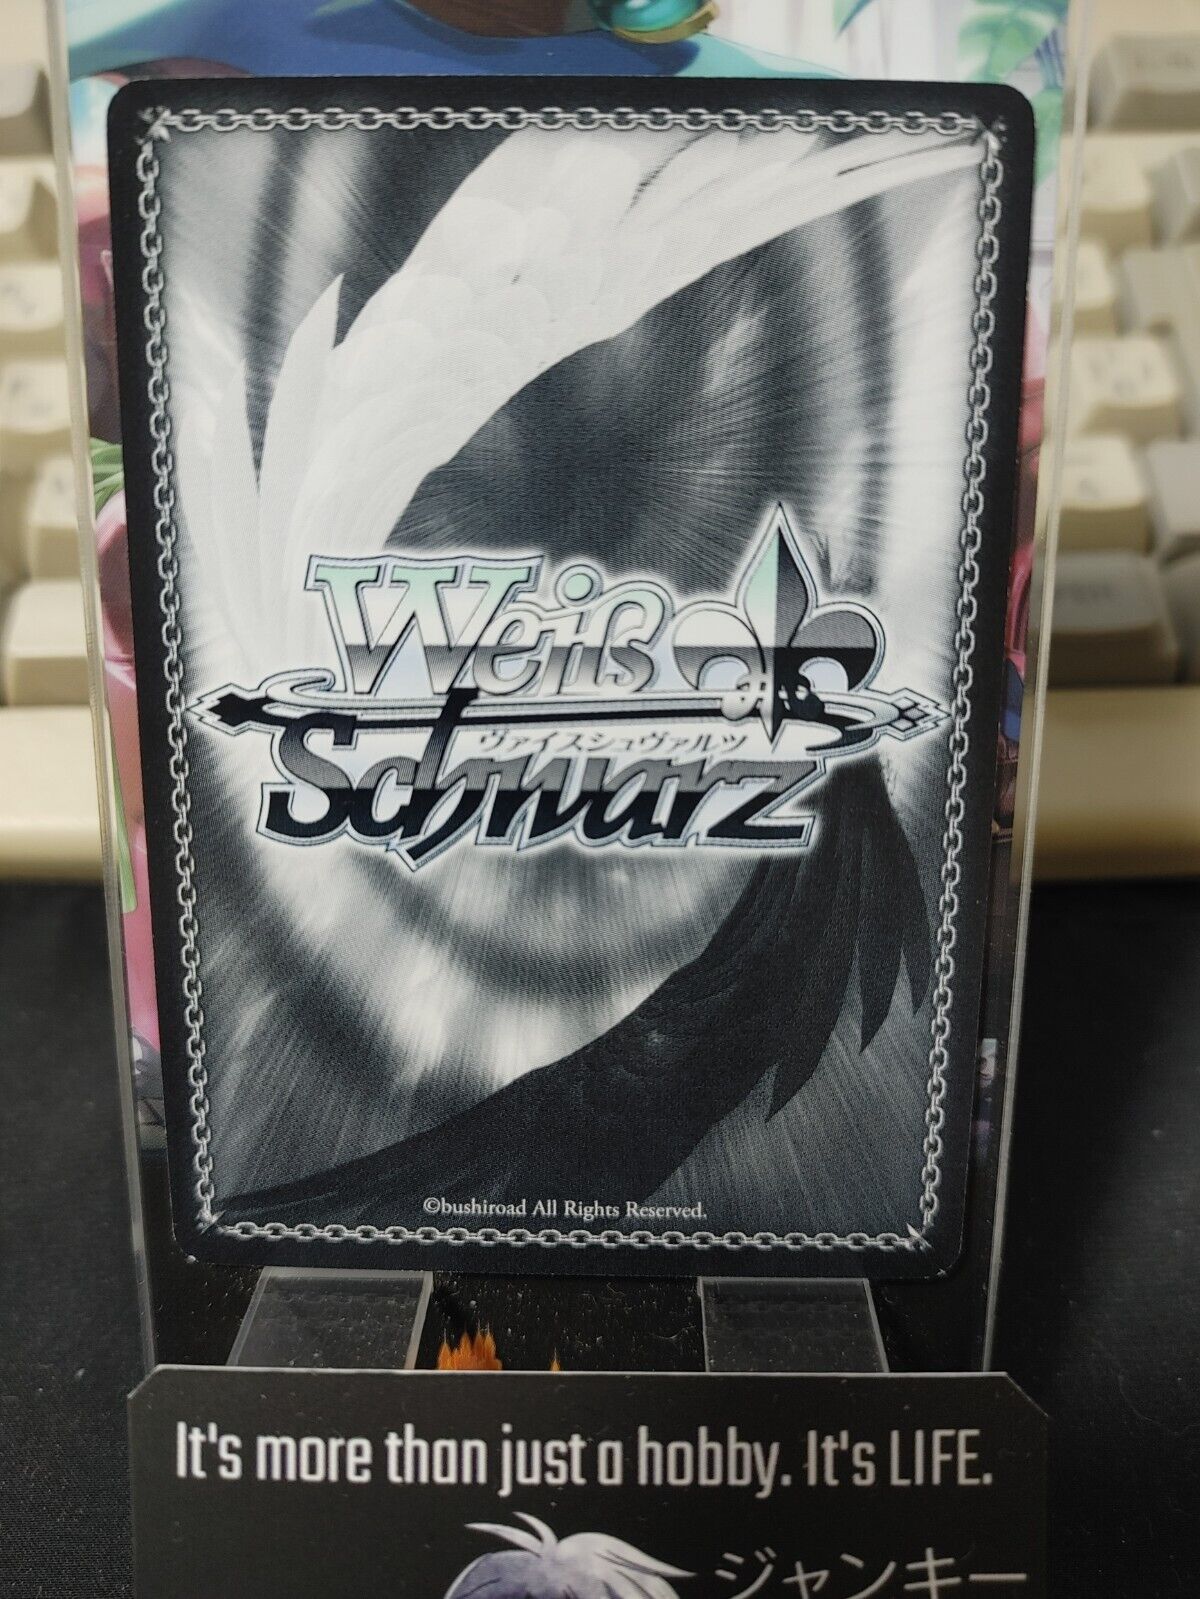 Weiß
Schwarz
ヴァイスシュヴァルツ
©bushiroad All Rights Reserved.
It's more than just a hobby. It's LIFE.
ジャンキー